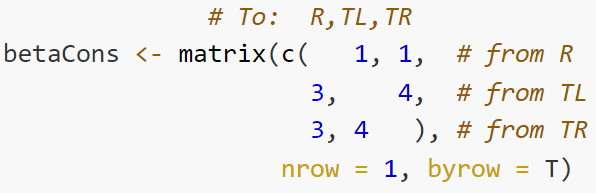 # To:  R,TL,TR
betaCons <- matrix(c(   1, 1,  # from R
3,    4,  # from TL
3, 4   ), # from TR
nrow = 1, byrow = T)